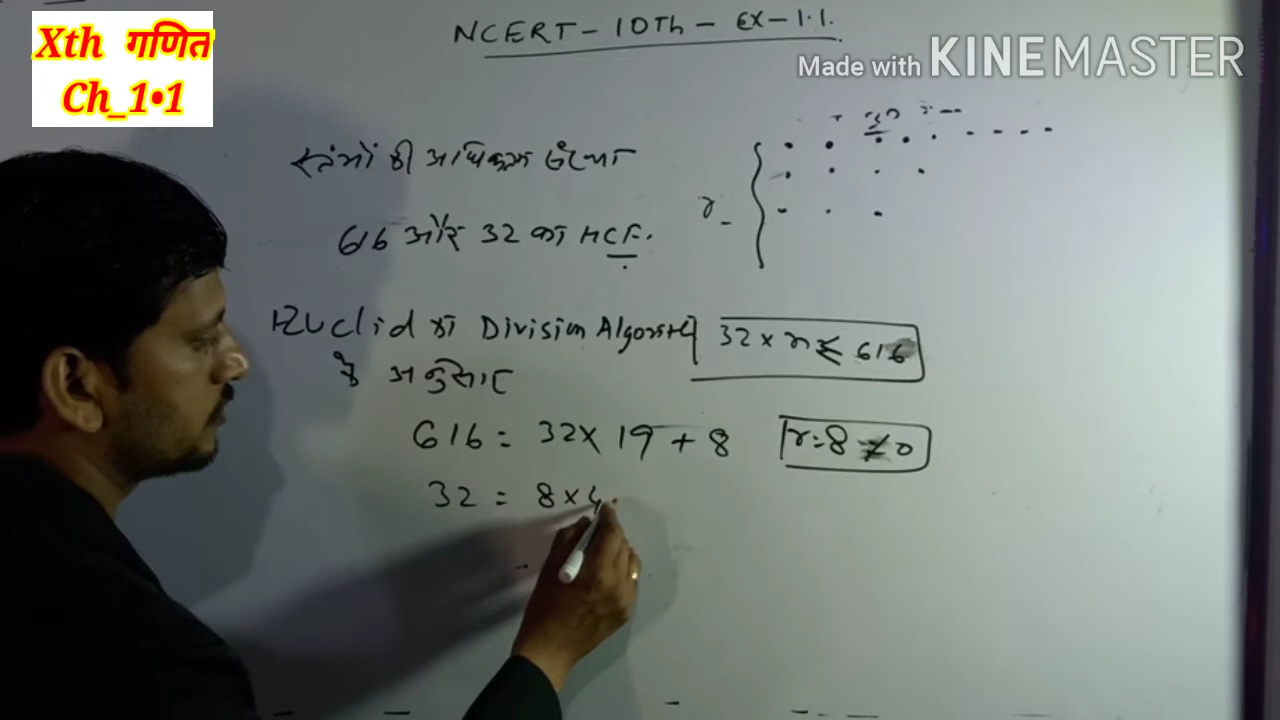 Xth गणित
Ch_1•1
Made with KINEMASTER
NCERT - 10Th - EX-1.1.
स्तंभों की अधिकतम संख्या
616 और 32 का HCF.
Euclid की Division Algorithm
के अनुसार
32 × n ≤ 616
616 = 32 × 19 + 8
r = 8 ≠ 0
32 = 8 × 4